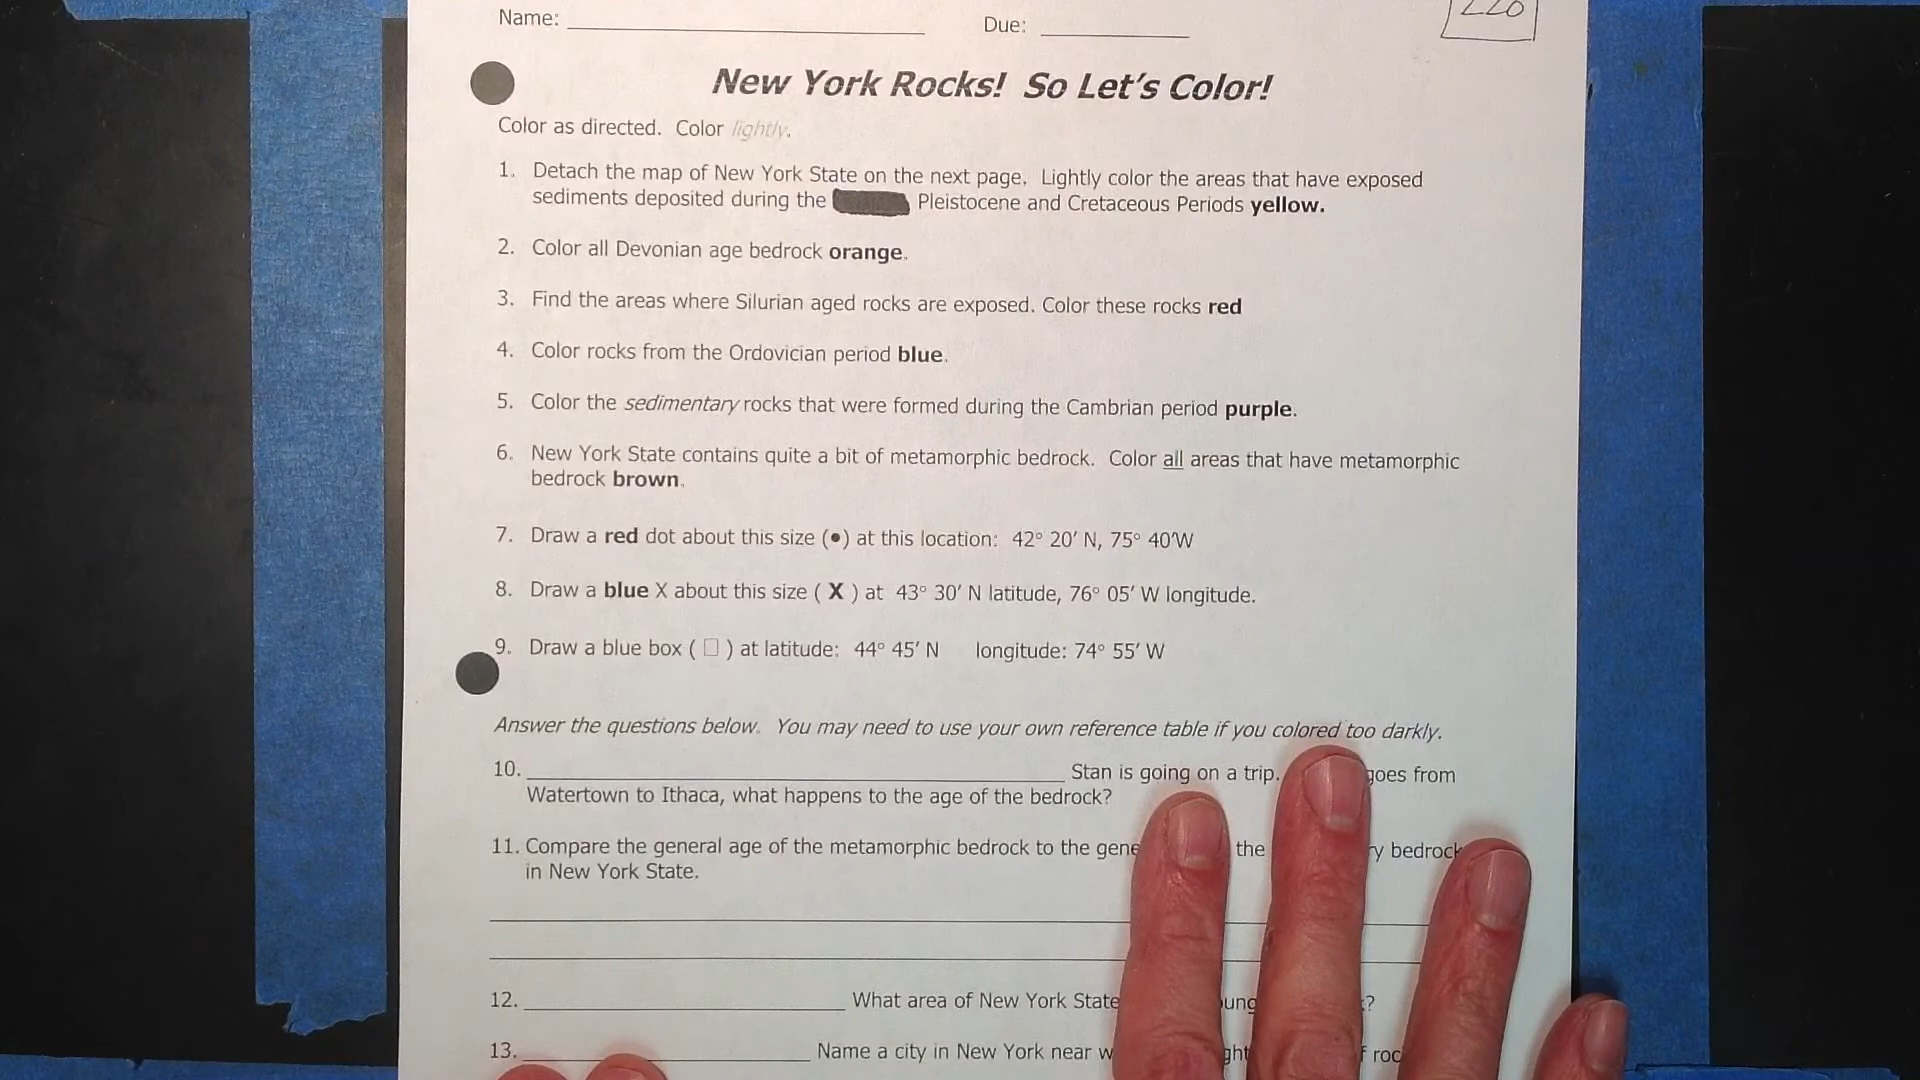 Name: Due: 220
New York Rocks! So Let's Color!
Color as directed. Color lightly.
1. Detach the map of New York State on the next page. Lightly color the areas that have exposed
sediments deposited during the Pleistocene and Cretaceous Periods yellow.
2. Color all Devonian age bedrock orange.
3. Find the areas where Silurian aged rocks are exposed. Color these rocks red
4. Color rocks from the Ordovician period blue.
5. Color the sedimentary rocks that were formed during the Cambrian period purple.
6. New York State contains quite a bit of metamorphic bedrock. Color all areas that have metamorphic
bedrock brown.
7. Draw a red dot about this size (•) at this location: 42° 20' N, 75° 40'W
8. Draw a blue X about this size ( X ) at 43° 30' N latitude, 76° 05' W longitude.
9. Draw a blue box ( □ ) at latitude: 44° 45' N longitude: 74° 55' W
Answer the questions below. You may need to use your own reference table if you colored too darkly.
10. Stan is going on a trip. goes from
Watertown to Ithaca, what happens to the age of the bedrock?
11. Compare the general age of the metamorphic bedrock to the the bedrock
in New York State.
12. What area of New York State ?
13. Name a city in New York near